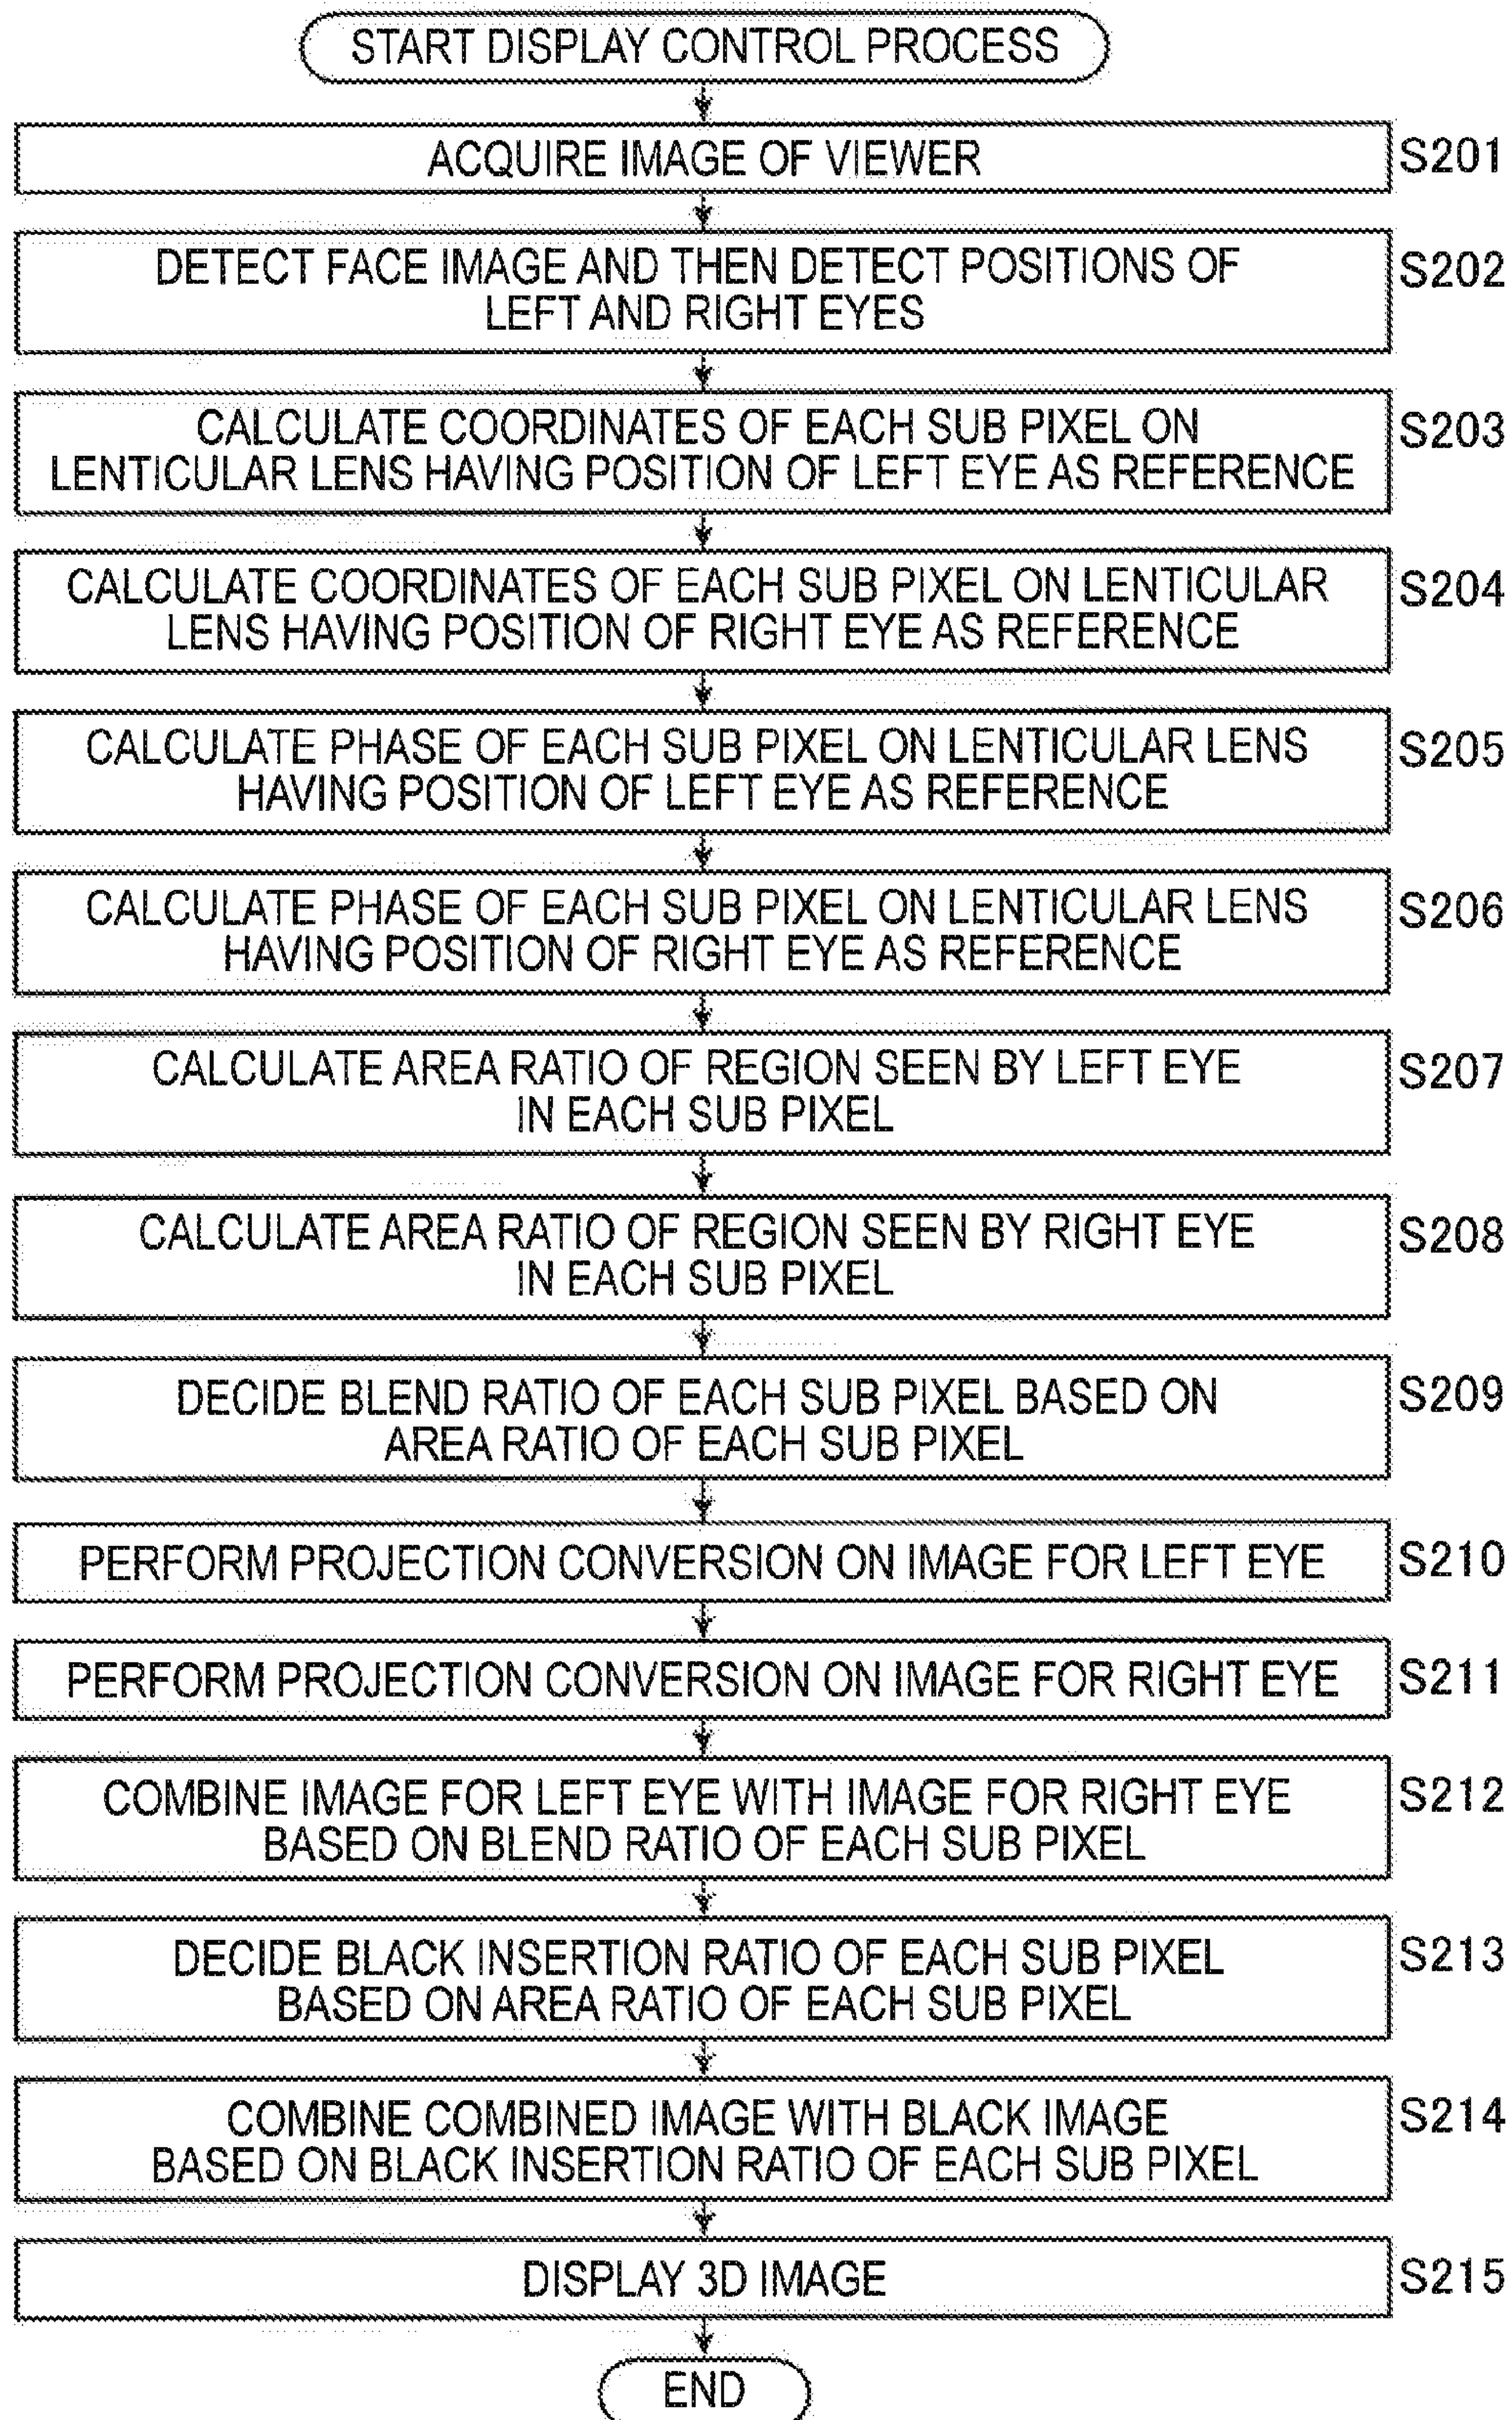 START DISPLAY CONTROL PROCESS
ACQUIRE IMAGE OF VIEWER
S201
DETECT FACE IMAGE AND THEN DETECT POSITIONS OF
LEFT AND RIGHT EYES
S202
CALCULATE COORDINATES OF EACH SUB PIXEL ON
LENTICULAR LENS HAVING POSITION OF LEFT EYE AS REFERENCE
S203
CALCULATE COORDINATES OF EACH SUB PIXEL ON LENTICULAR
LENS HAVING POSITION OF RIGHT EYE AS REFERENCE
S204
CALCULATE PHASE OF EACH SUB PIXEL ON LENTICULAR LENS
HAVING POSITION OF LEFT EYE AS REFERENCE
S205
CALCULATE PHASE OF EACH SUB PIXEL ON LENTICULAR LENS
HAVING POSITION OF RIGHT EYE AS REFERENCE
S206
CALCULATE AREA RATIO OF REGION SEEN BY LEFT EYE
IN EACH SUB PIXEL
S207
CALCULATE AREA RATIO OF REGION SEEN BY RIGHT EYE
IN EACH SUB PIXEL
S208
DECIDE BLEND RATIO OF EACH SUB PIXEL BASED ON
AREA RATIO OF EACH SUB PIXEL
S209
PERFORM PROJECTION CONVERSION ON IMAGE FOR LEFT EYE
S210
PERFORM PROJECTION CONVERSION ON IMAGE FOR RIGHT EYE
S211
COMBINE IMAGE FOR LEFT EYE WITH IMAGE FOR RIGHT EYE
BASED ON BLEND RATIO OF EACH SUB PIXEL
S212
DECIDE BLACK INSERTION RATIO OF EACH SUB PIXEL
BASED ON AREA RATIO OF EACH SUB PIXEL
S213
COMBINE COMBINED IMAGE WITH BLACK IMAGE
BASED ON BLACK INSERTION RATIO OF EACH SUB PIXEL
S214
DISPLAY 3D IMAGE
S215
END